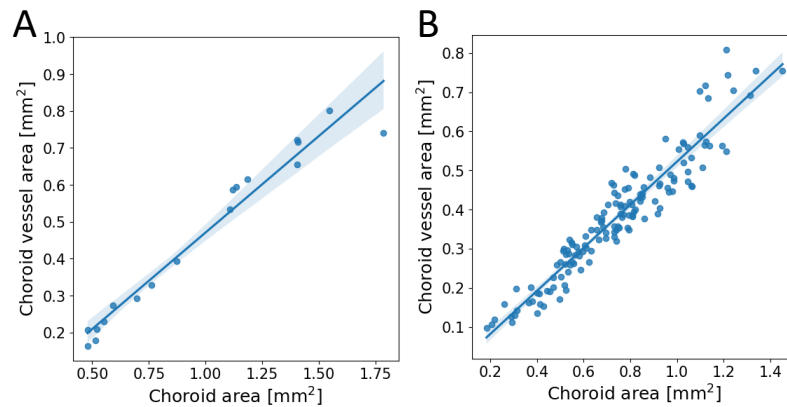 A
1.0
0.9
0.8
0.7
0.6
0.5
0.4
0.3
0.2
Choroid vessel area [mm²]
0.50 0.75 1.00 1.25 1.50 1.75
Choroid area [mm²]
B
0.8
0.7
0.6
0.5
0.4
0.3
0.2
0.1
Choroid vessel area [mm²]
0.2 0.4 0.6 0.8 1.0 1.2 1.4
Choroid area [mm²]